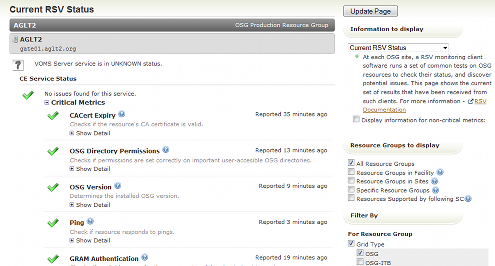 Current RSV Status
AGLT2 OSG Production Resource Group
AGLT2
gate01.aglt2.org
VOMS Server service is in UNKNOWN status.
CE Service Status
No issues found for this service.
Critical Metrics
CACert Expiry Reported 35 minutes ago
Checks if the resource's CA certificate is valid.
Show Detail
OSG Directory Permissions Reported 13 minutes ago
Checks if permissions are set correctly on important user-accesible OSG directories.
Show Detail
OSG Version Reported 9 minutes ago
Determines the installed OSG version.
Show Detail
Ping Reported 3 minutes ago
Check if resource responds to pings.
Show Detail
GRAM Authentication Reported 19 minutes ago
Update Page
Information to display
Current RSV Status
At each OSG site, a RSV monitoring client
software runs a set of common tests on OSG
resources to check their status, and discover
potential issues. This page shows the current
set of results that have been received from
such clients. For more information - RSV
Documentation
Display information for non-critical metrics:
Resource Groups to display
All Resource Groups
Resource Groups in Facility
Resource Groups in Sites
Specific Resource Groups
Resources Supported by following SC
Filter By
For Resource Group
Grid Type
OSG
OSG-ITB